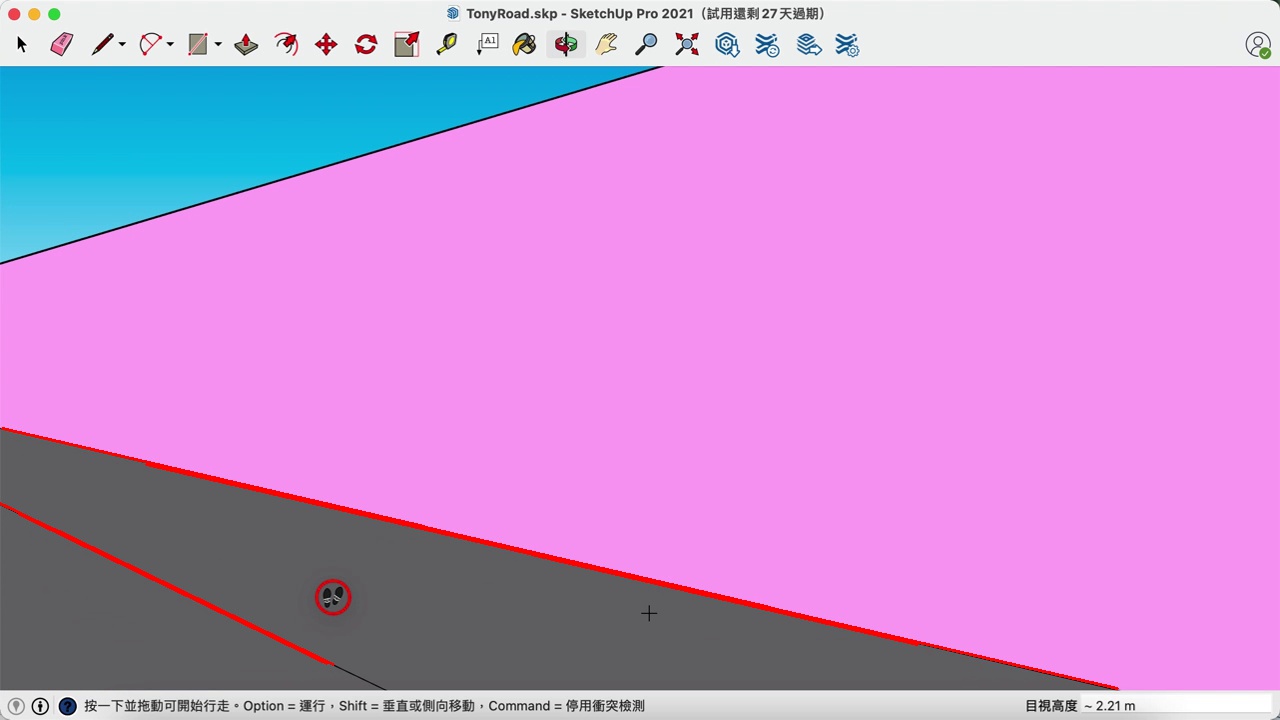 TonyRoad.skp - SketchUp Pro 2021（試用還剩 27 天過期）
A1
按一下並拖動可開始行走。Option = 運行，Shift = 垂直或側向移動，Command = 停用衝突檢測
目視高度 ~ 2.21 m